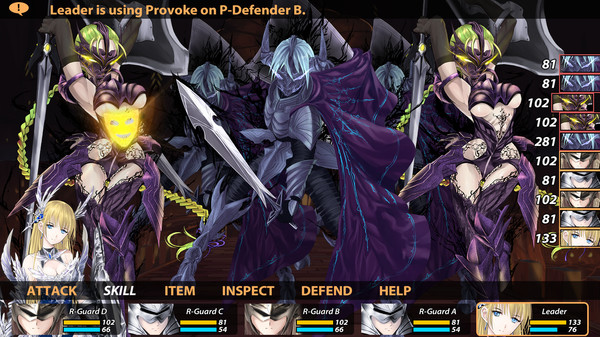 Leader is using Provoke on P-Defender B.
81
81
102
102
281
102
81
102
81
133
ATTACK SKILL ITEM INSPECT DEFEND HELP
R-Guard D
102
66
R-Guard C
81
54
R-Guard B
102
66
R-Guard A
81
54
Leader
133
76